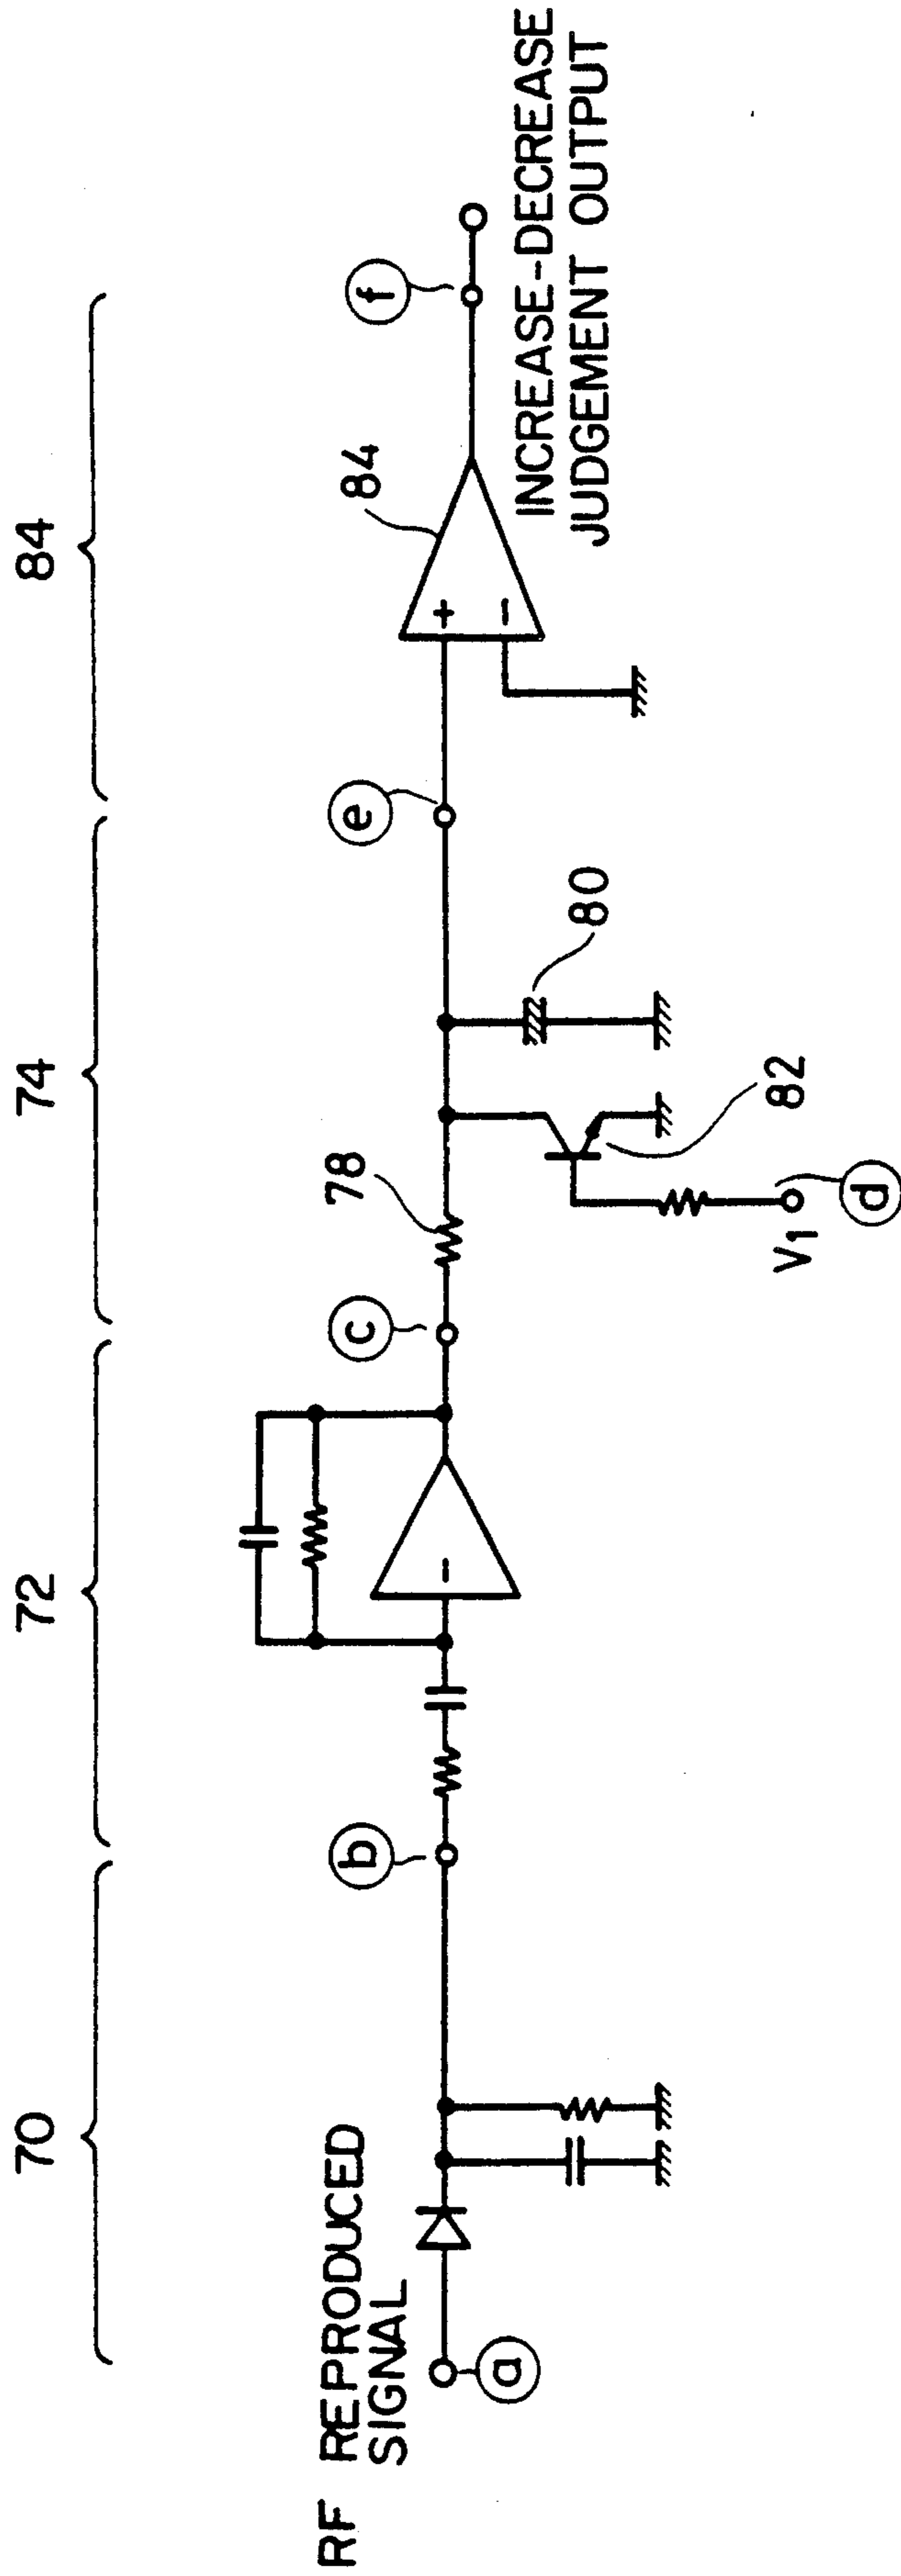 70
72
74
84
RF REPRODUCED
SIGNAL
a
b
c
78
V1
d
82
80
e
84
+
-
-
f
INCREASE-DECREASE
JUDGEMENT OUTPUT